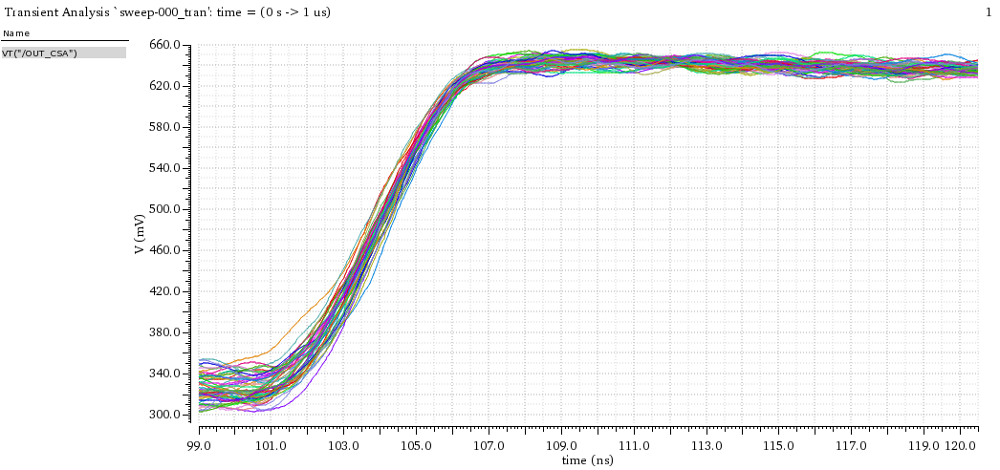 Transient Analysis `sweep-000_tran': time = (0 s -> 1 us)
1
Name
VT("/OUT_CSA")
660.0
620.0
580.0
540.0
500.0
460.0
420.0
380.0
340.0
300.0
V (mV)
99.0 101.0 103.0 105.0 107.0 109.0 111.0 113.0 115.0 117.0 119.0 120.0
time (ns)